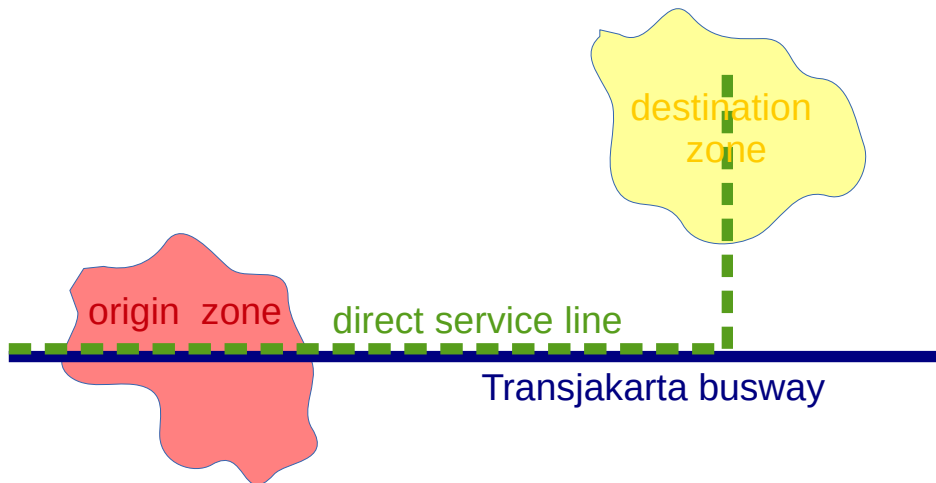 destination
zone
origin zone
direct service line
Transjakarta busway